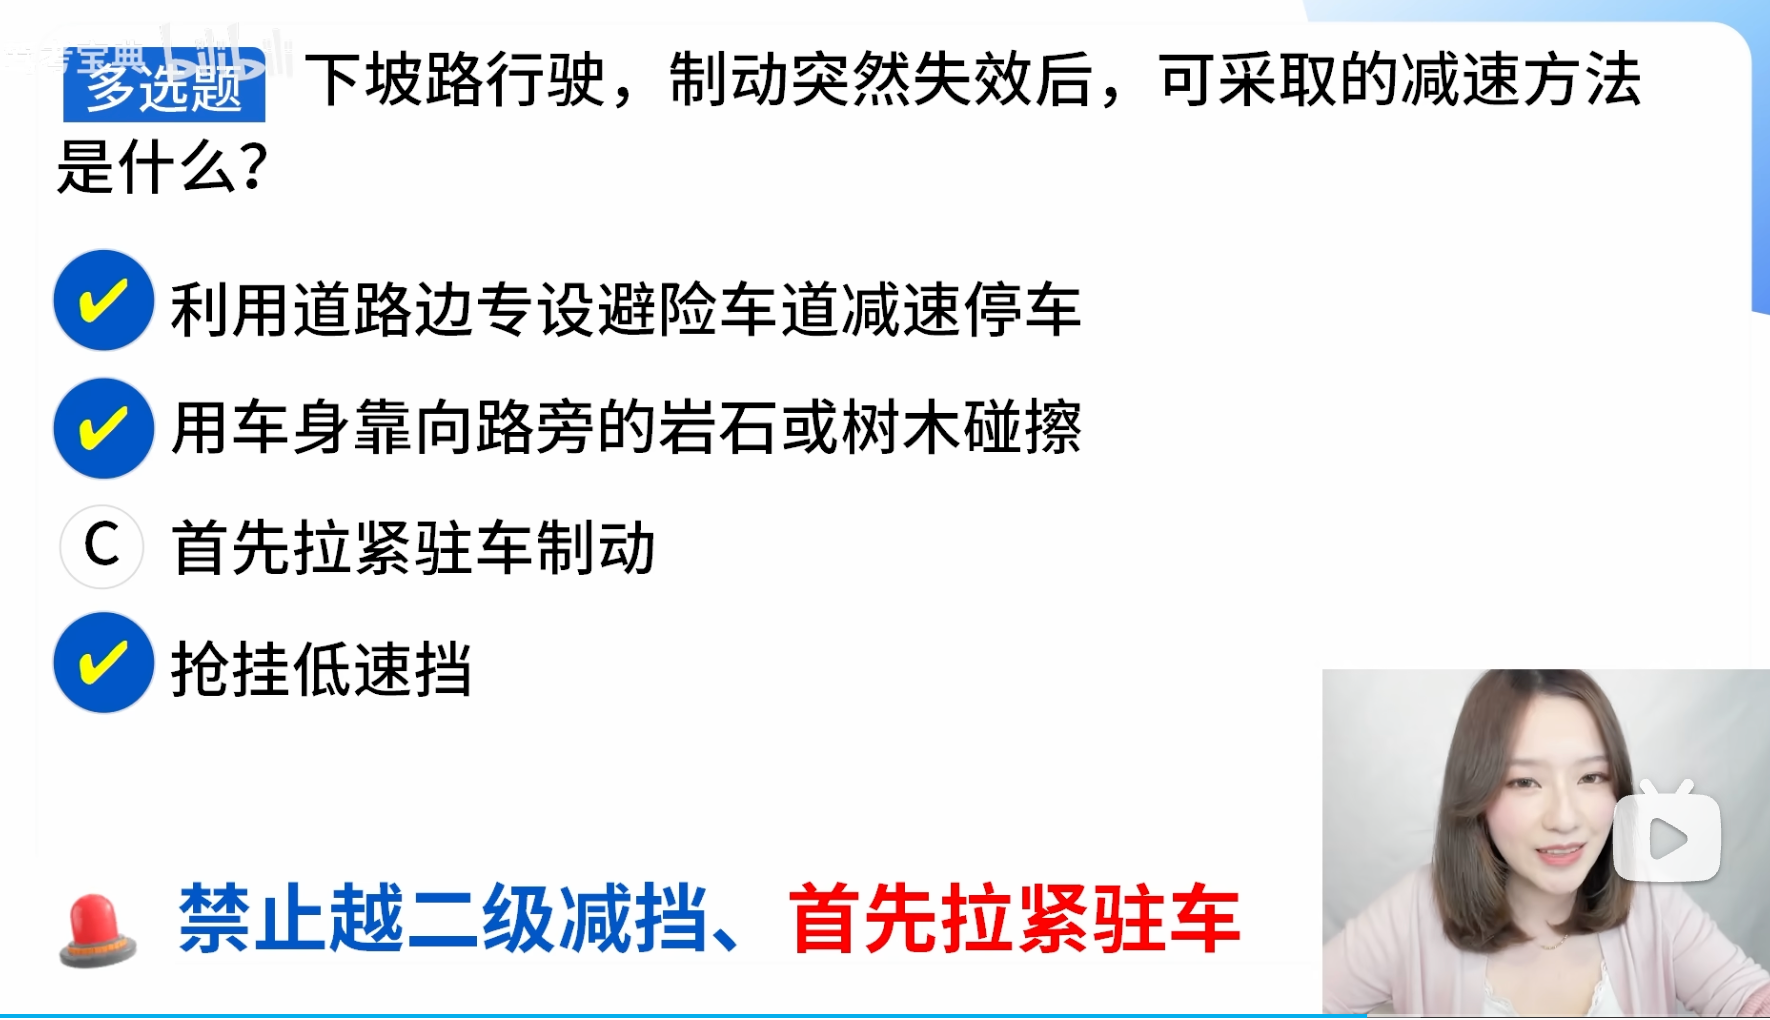 考宝典 bilibili
多选题 下坡路行驶，制动突然失效后，可采取的减速方法
是什么？
利用道路边专设避险车道减速停车
用车身靠向路旁的岩石或树木碰擦
C 首先拉紧驻车制动
抢挂低速挡
禁止越二级减挡、首先拉紧驻车